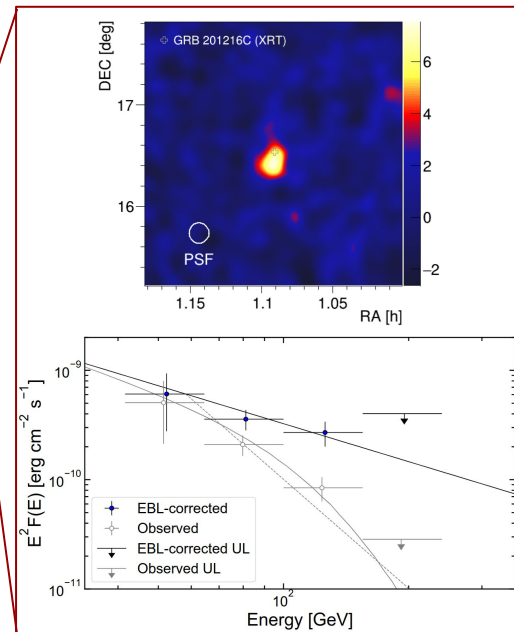 GRB 201216C (XRT)
DEC [deg]
17
16
PSF
1.15
1.1
1.05
RA [h]
6
4
2
0
−2
E² F(E) [erg cm⁻² s⁻¹]
10⁻⁹
10⁻¹⁰
10⁻¹¹
EBL-corrected
Observed
EBL-corrected UL
Observed UL
10²
Energy [GeV]